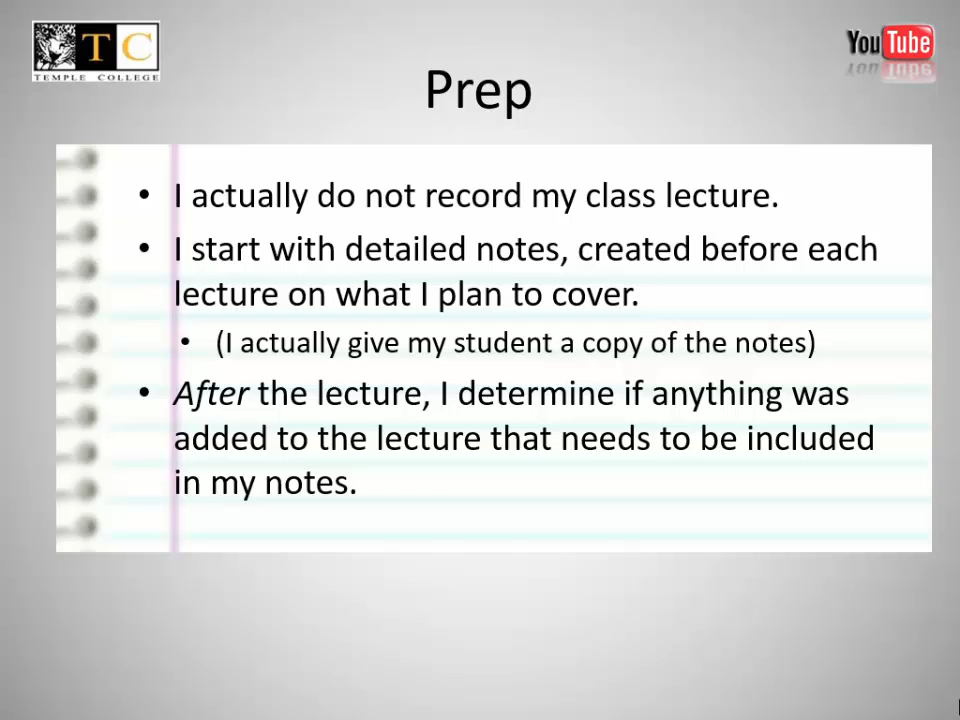 TC
TEMPLE COLLEGE
YouTube
Prep
• I actually do not record my class lecture.
• I start with detailed notes, created before each
lecture on what I plan to cover.
• (I actually give my student a copy of the notes)
• After the lecture, I determine if anything was
added to the lecture that needs to be included
in my notes.